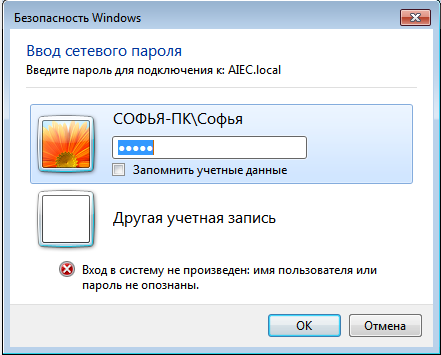 Безопасность Windows
Ввод сетевого пароля
Введите пароль для подключения к: AIEC.local
СОФЬЯ-ПК\Софья
Запомнить учетные данные
Другая учетная запись
Вход в систему не произведен: имя пользователя или
пароль не опознаны.
ОК
Отмена